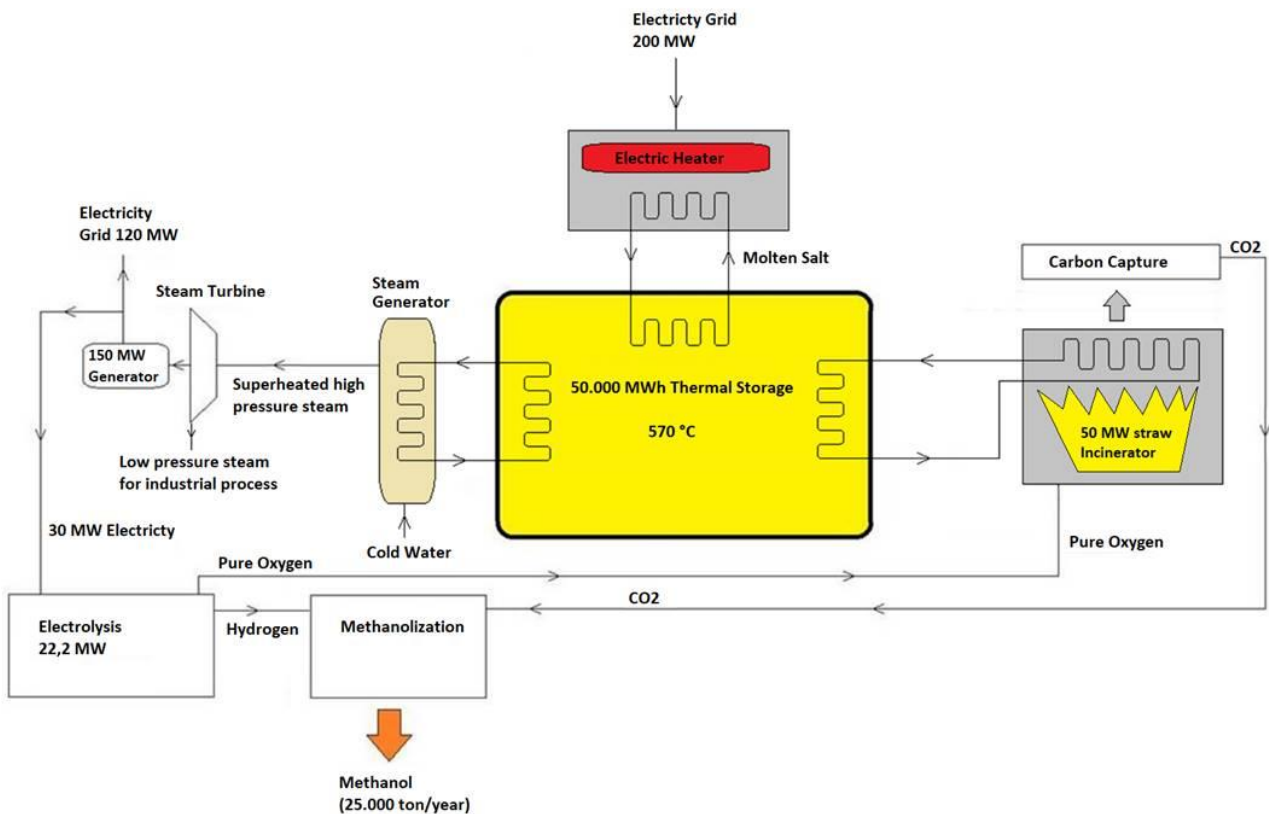 Electricty Grid
200 MW
Electric Heater
Electricity
Grid 120 MW
Molten Salt
CO2
Carbon Capture
Steam Turbine
Steam
Generator
150 MW
Generator
Superheated high
pressure steam
50.000 MWh Thermal Storage
570 °C
50 MW straw
Incinerator
Low pressure steam
for industrial process
30 MW Electricty
Cold Water
Pure Oxygen
Pure Oxygen
CO2
Electrolysis
22,2 MW
Hydrogen
Methanolization
Methanol
(25.000 ton/year)